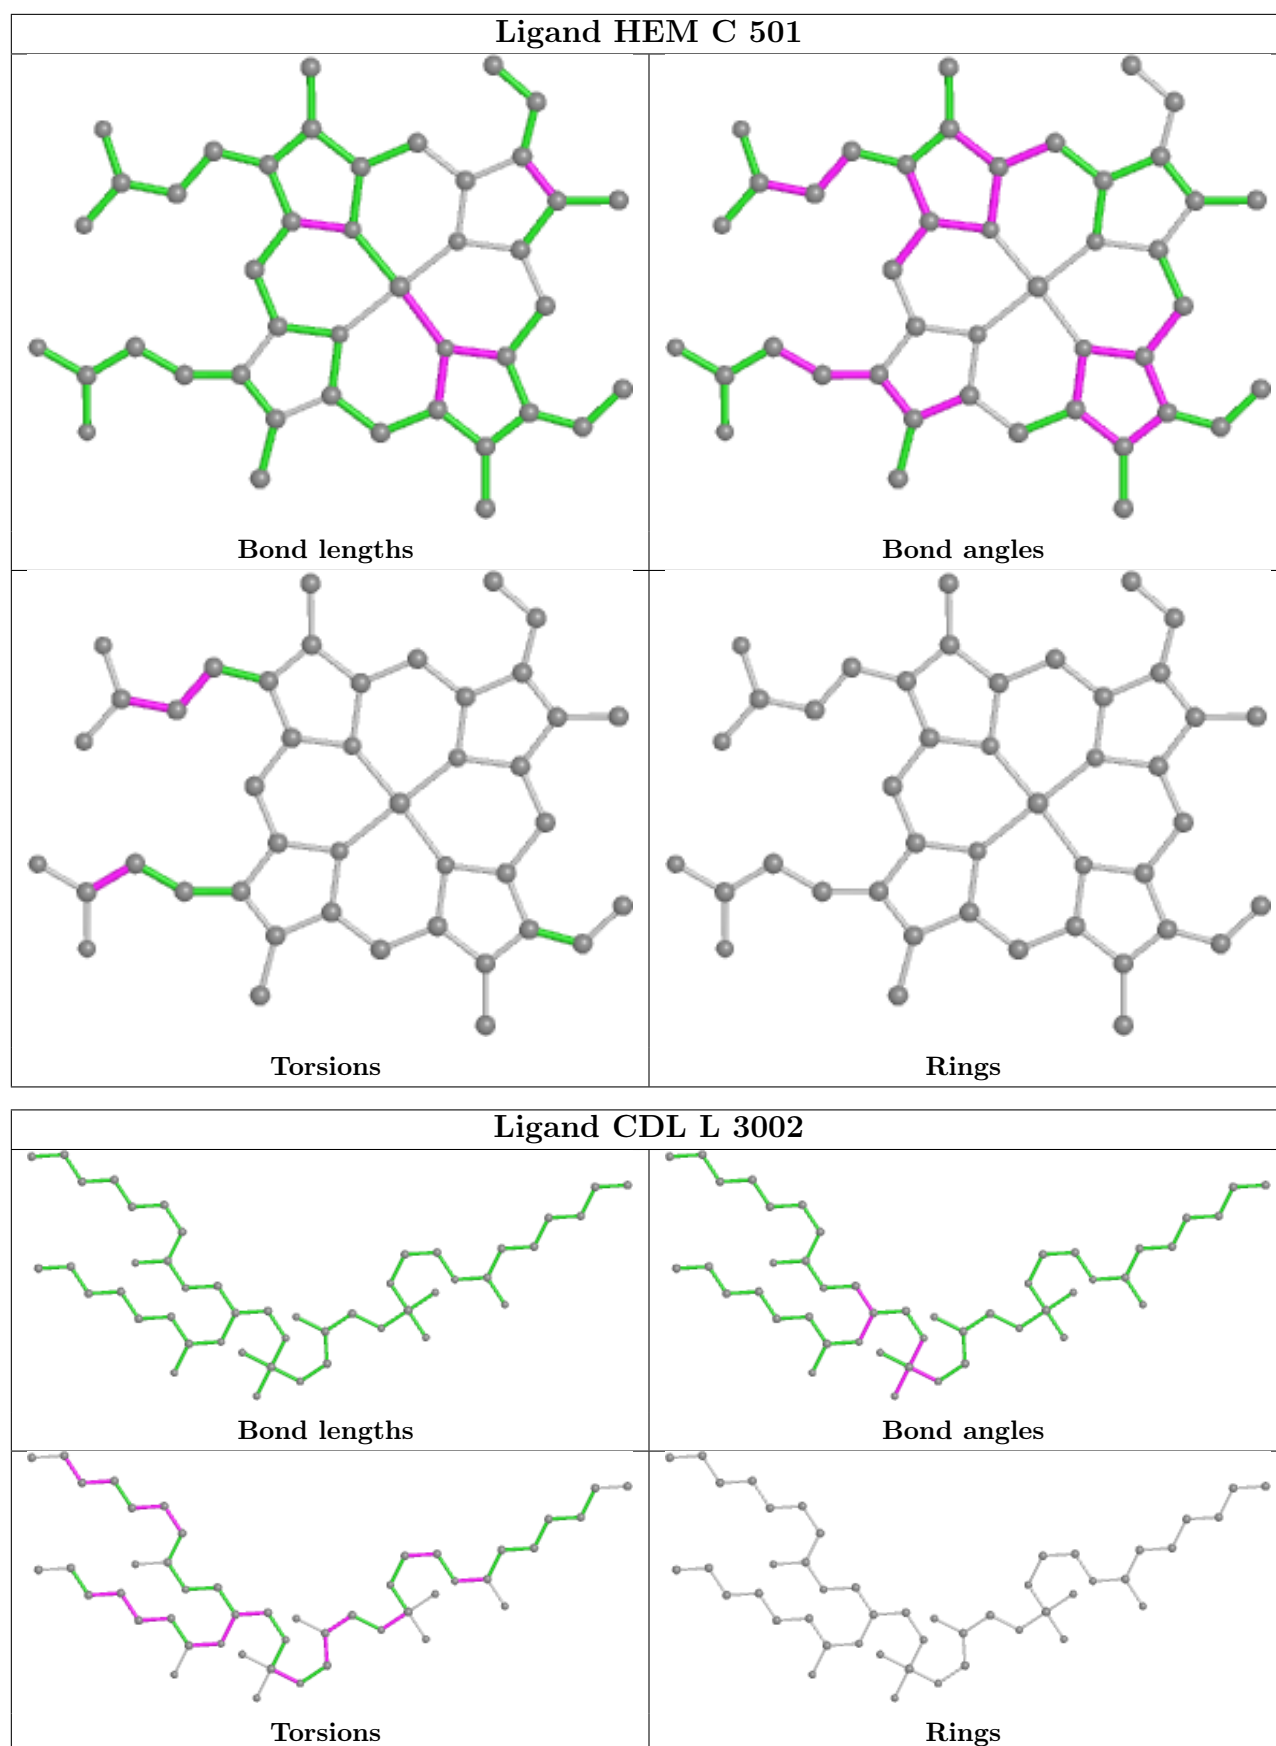 Ligand HEM C 501
Bond lengths
Bond angles
Torsions
Rings
Ligand CDL L 3002
Bond lengths
Bond angles
Torsions
Rings